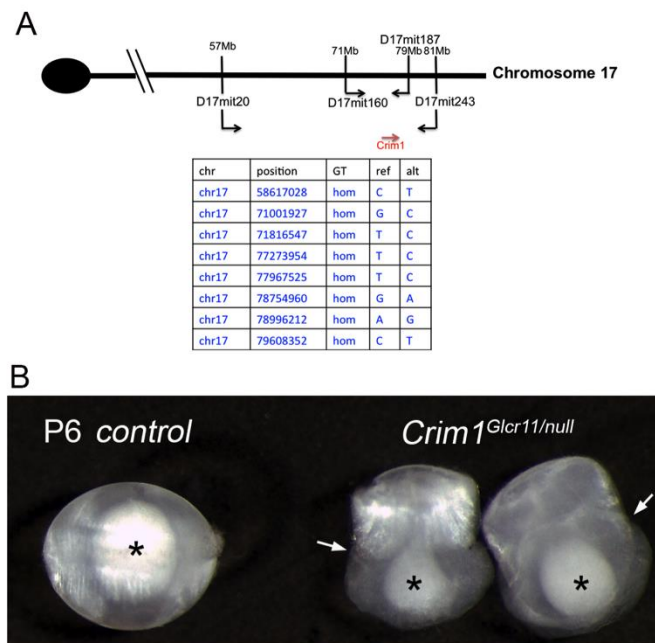 A
D17mit187
57Mb 71Mb 79Mb 81Mb
Chromosome 17
D17mit20 D17mit160 D17mit243
Crim1
chr position GT ref alt
chr17 58617028 hom C T
chr17 71001927 hom G C
chr17 71816547 hom T C
chr17 77273954 hom T C
chr17 77967525 hom T C
chr17 78754960 hom G A
chr17 78996212 hom A G
chr17 79608352 hom C T
B
P6 control Crim1Glcr11/null
* * *